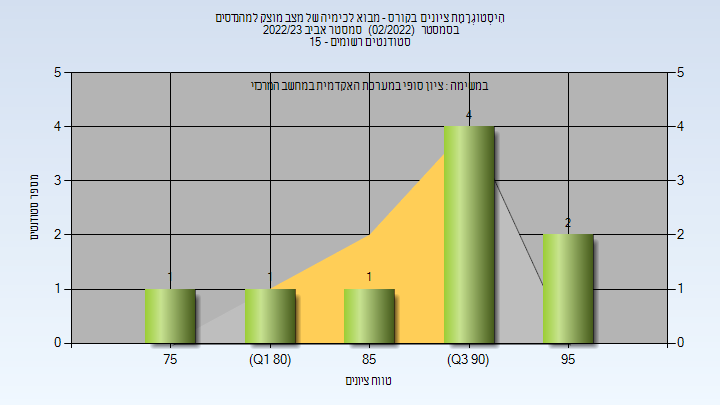 היסטוגרמת ציונים בקורס - מבוא לכימיה של מצב מוצק למהנדסים
בסמסטר (02/2022) סמסטר אביב 2022/23
סטודנטים רשומים - 15
במשימה : ציון סופי במערכת האקדמית במחשב המרכזי
מספר סטודנטים
5 5
4 4
3 3
2 2
1 1
0 0
1 1 1 4 2
75 (Q1 80) 85 (Q3 90) 95
טווח ציונים